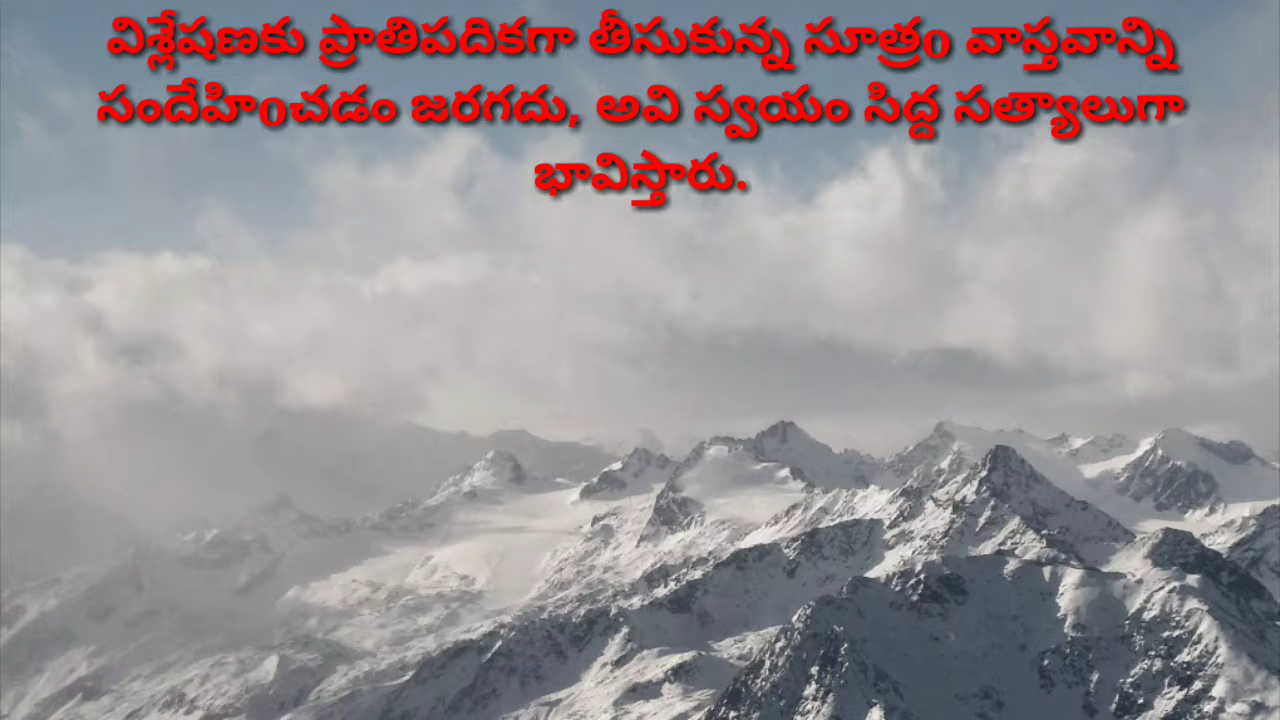 విశ్లేషణకు ప్రాతిపదికగా తీసుకున్న సూత్రం వాస్తవాన్ని
సందేహించడం జరగదు, అవి స్వయం సిద్ద సత్యాలుగా
భావిస్తారు.